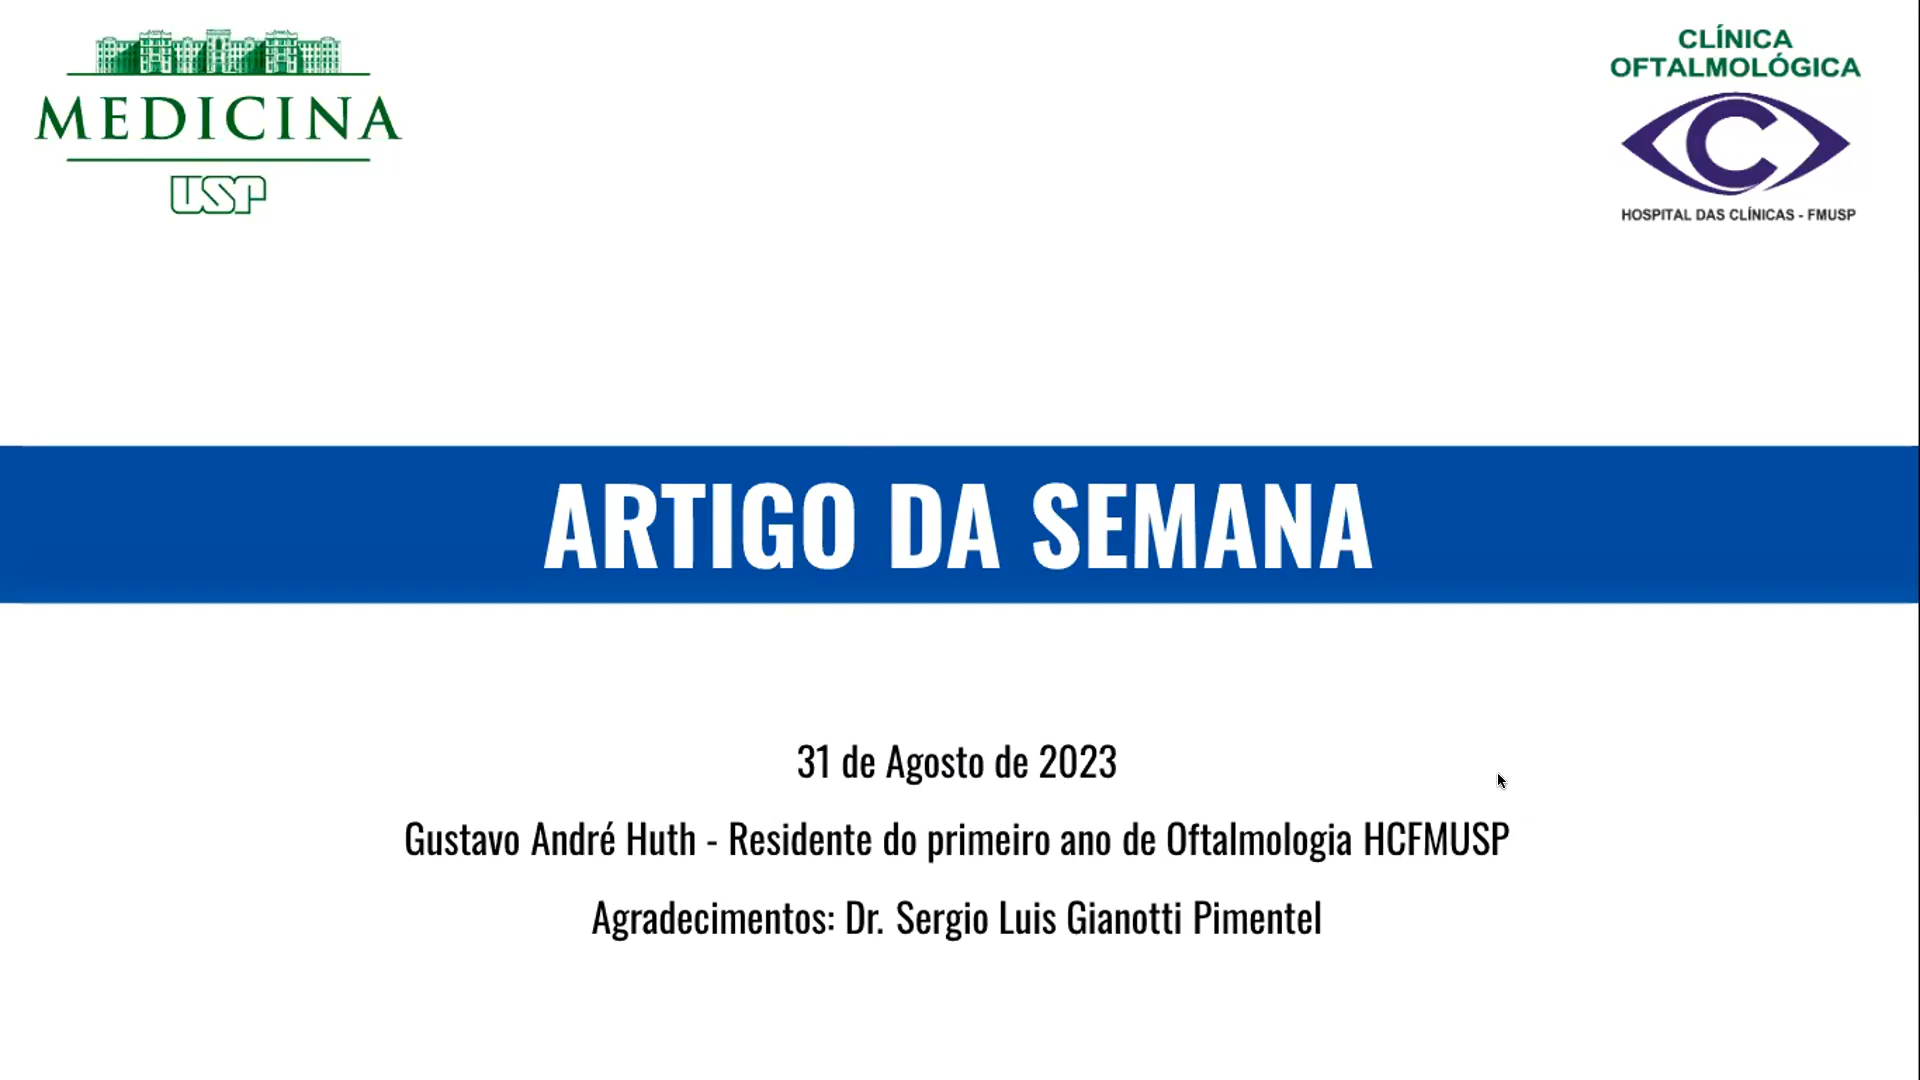 MEDICINA
USP
CLÍNICA
OFTALMOLÓGICA
HOSPITAL DAS CLÍNICAS - FMUSP
ARTIGO DA SEMANA
31 de Agosto de 2023
Gustavo André Huth - Residente do primeiro ano de Oftalmologia HCFMUSP
Agradecimentos: Dr. Sergio Luis Gianotti Pimentel